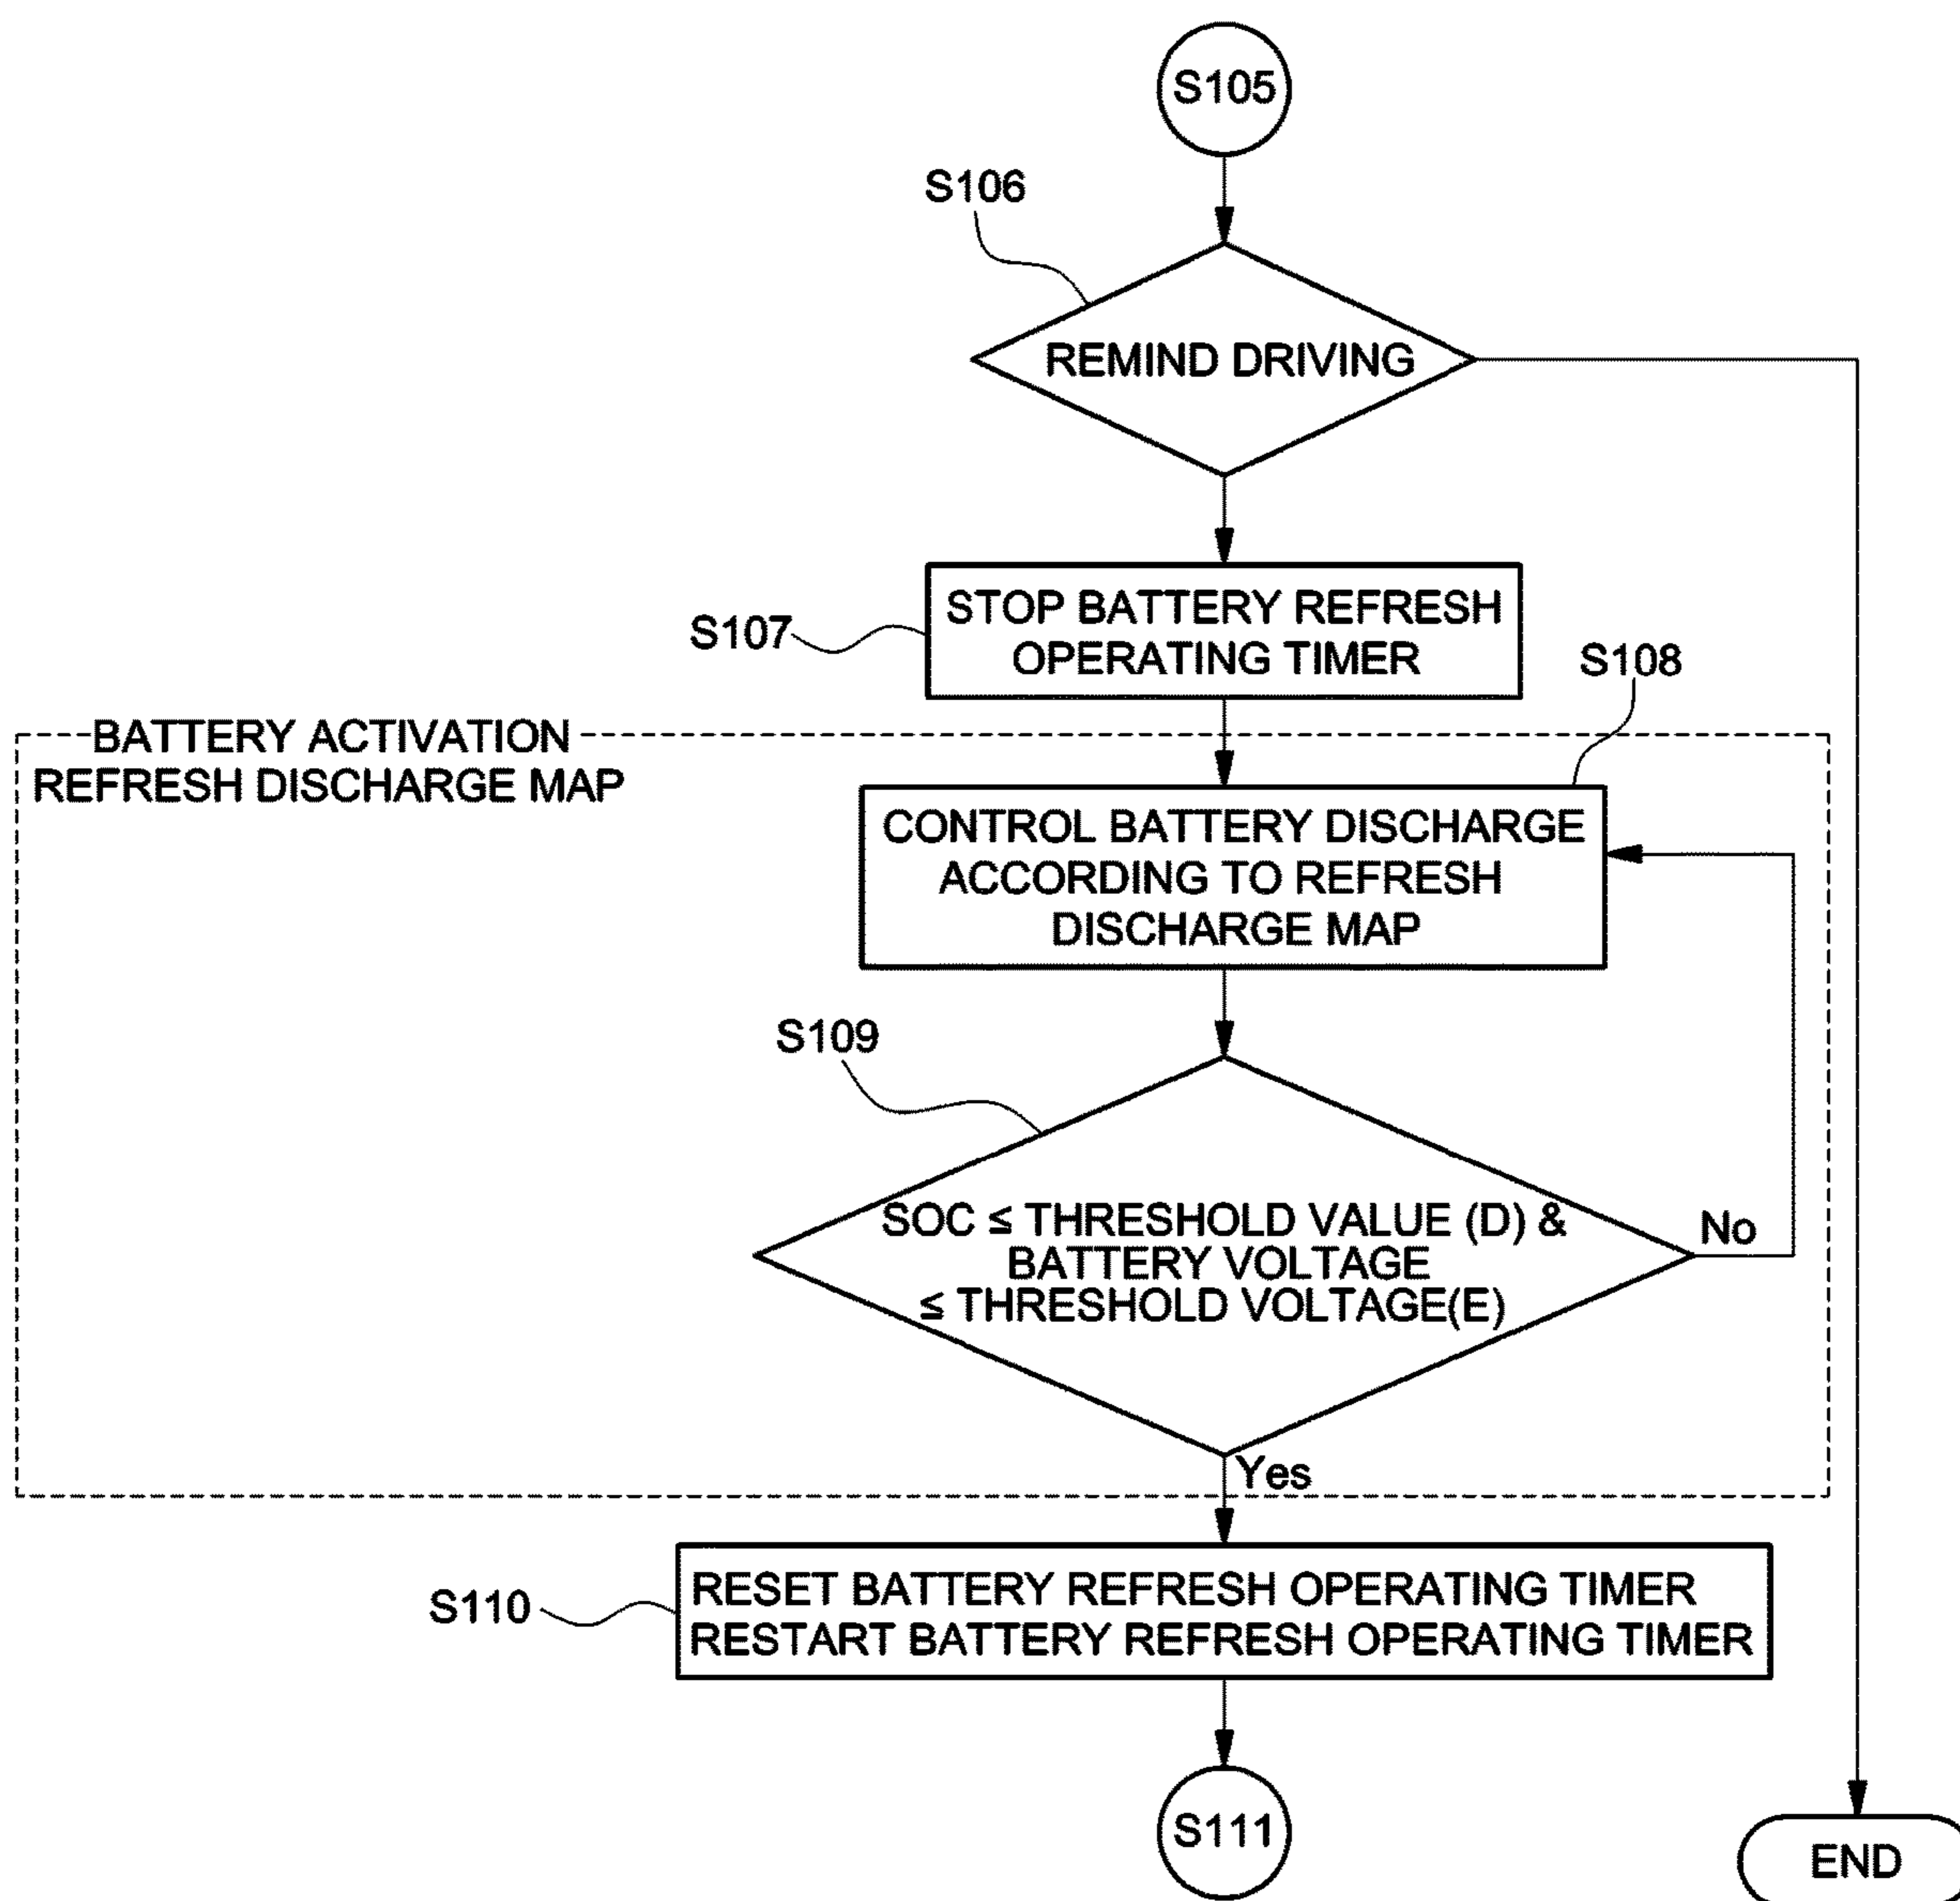 S105
S106
REMIND DRIVING
STOP BATTERY REFRESH
OPERATING TIMER
S107
S108
BATTERY ACTIVATION
REFRESH DISCHARGE MAP
CONTROL BATTERY DISCHARGE
ACCORDING TO REFRESH
DISCHARGE MAP
S109
SOC ≤ THRESHOLD VALUE (D) &
BATTERY VOLTAGE
≤ THRESHOLD VOLTAGE(E)
No
Yes
S110
RESET BATTERY REFRESH OPERATING TIMER
RESTART BATTERY REFRESH OPERATING TIMER
S111
END